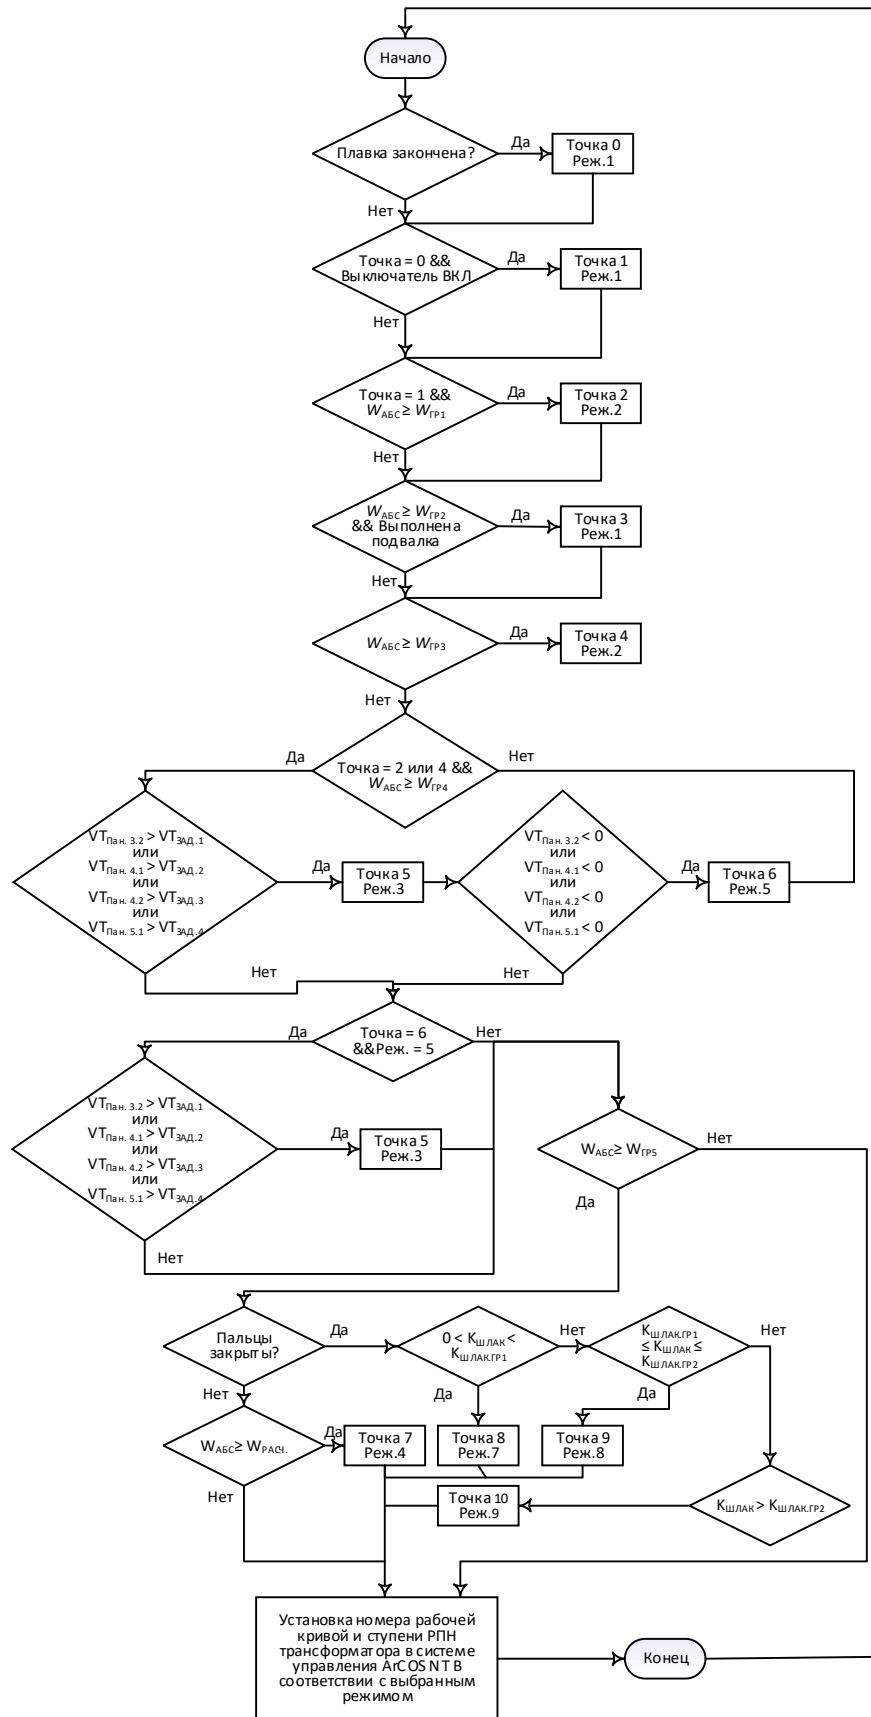 Начало
Плавка закончена?
Да
Точка 0
Реж.1
Нет
Точка = 0 &&
Выключатель ВКЛ
Да
Точка 1
Реж.1
Нет
Точка = 1 &&
WАБС ≥ WГР1
Да
Точка 2
Реж.2
Нет
WАБС ≥ WГР2
&& Выполнена
подвалка
Да
Точка 3
Реж.1
Нет
WАБС ≥ WГР3
Да
Точка 4
Реж.2
Нет
Точка = 2 или 4 &&
WАБС ≥ WГР4
Да
Нет
VTПан. 3.2 > VTЗАД.1
или
VTПан. 4.1 > VTЗАД.2
или
VTПан. 4.2 > VTЗАД.3
или
VTПан. 5.1 > VTЗАД.4
Да
Точка 5
Реж.3
VTПан. 3.2 < 0
или
VTПан. 4.1 < 0
или
VTПан. 4.2 < 0
или
VTПан. 5.1 < 0
Да
Точка 6
Реж.5
Нет
Нет
Точка = 6
&&Реж. = 5
Да
Нет
VTПан. 3.2 > VTЗАД.1
или
VTПан. 4.1 > VTЗАД.2
или
VTПан. 4.2 > VTЗАД.3
или
VTПан. 5.1 > VTЗАД.4
Да
Точка 5
Реж.3
Нет
WАБС ≥ WГР5
Нет
Да
Пальцы
закрыты?
Да
0 < KШЛАК <
KШЛАК.ГР1
Нет
KШЛАК.ГР1
≤ KШЛАК ≤
KШЛАК.ГР2
Нет
Нет
Да
Да
WАБС ≥ WРАСЧ.
Да
Точка 7
Реж.4
Точка 8
Реж.7
Точка 9
Реж.8
Нет
Точка 10
Реж.9
KШЛАК > KШЛАК.ГР2
Установка номера рабочей
кривой и ступени РПН
трансформатора в системе
управления ArCOS NT В
соответствии с выбранным
режимом
Конец